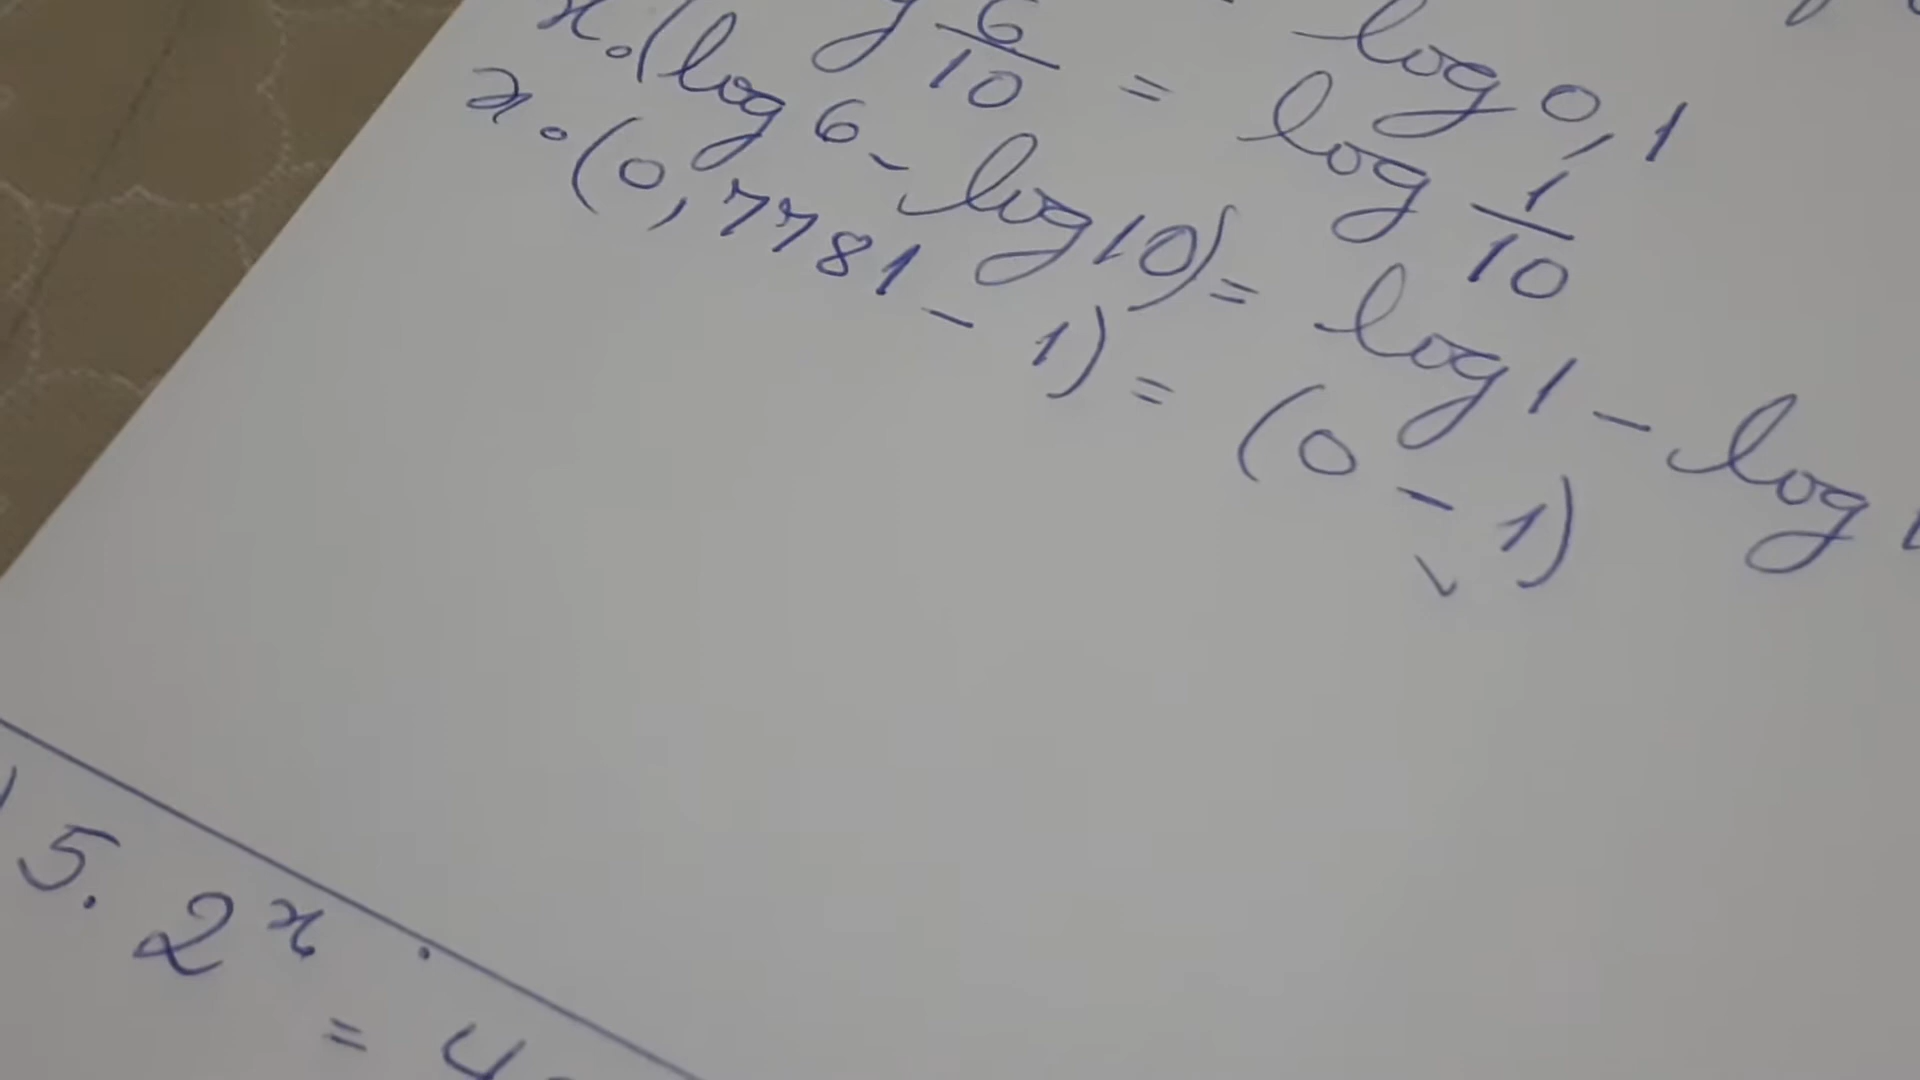 log 0,1
x. g 6/10 = log 1/10
x.(log 6 - log 10) = log 1 - log 1
x.(0,7781 - 1) = (0 - 1)
5. 2^x .
= 4